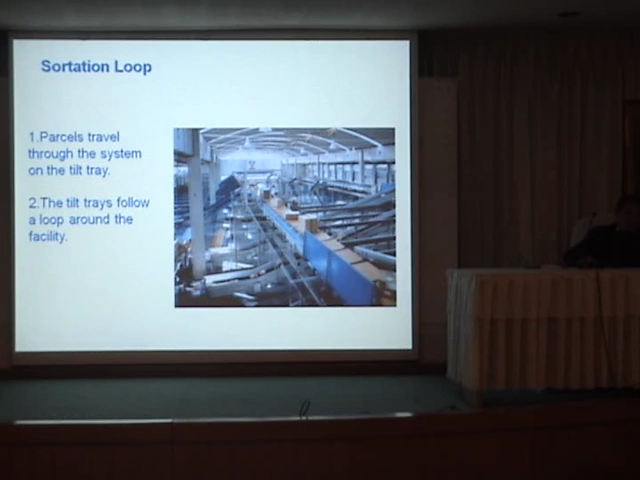 Sortation Loop
1.Parcels travel
through the system
on the tilt tray.
2.The tilt trays follow
a loop around the
facility.